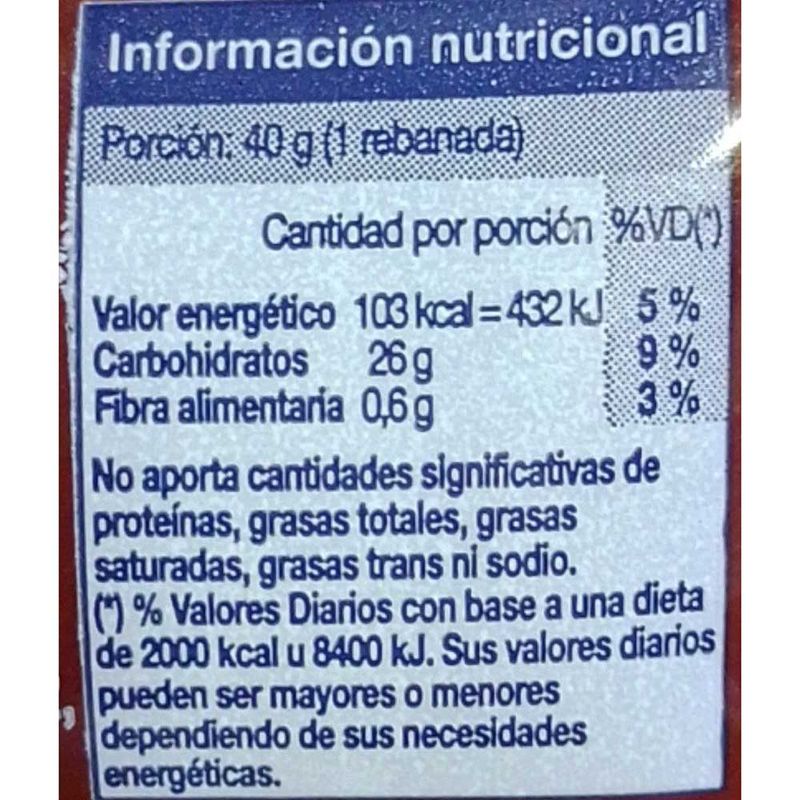 Información nutricional
Porción: 40 g (1 rebanada)
Cantidad por porción %VD(*)
Valor energético 103 kcal = 432 kJ 5 %
Carbohidratos 26 g 9 %
Fibra alimentaria 0,6 g 3 %
No aporta cantidades significativas de
proteínas, grasas totales, grasas
saturadas, grasas trans ni sodio.
(*) % Valores Diarios con base a una dieta
de 2000 kcal u 8400 kJ. Sus valores diarios
pueden ser mayores o menores
dependiendo de sus necesidades
energéticas.